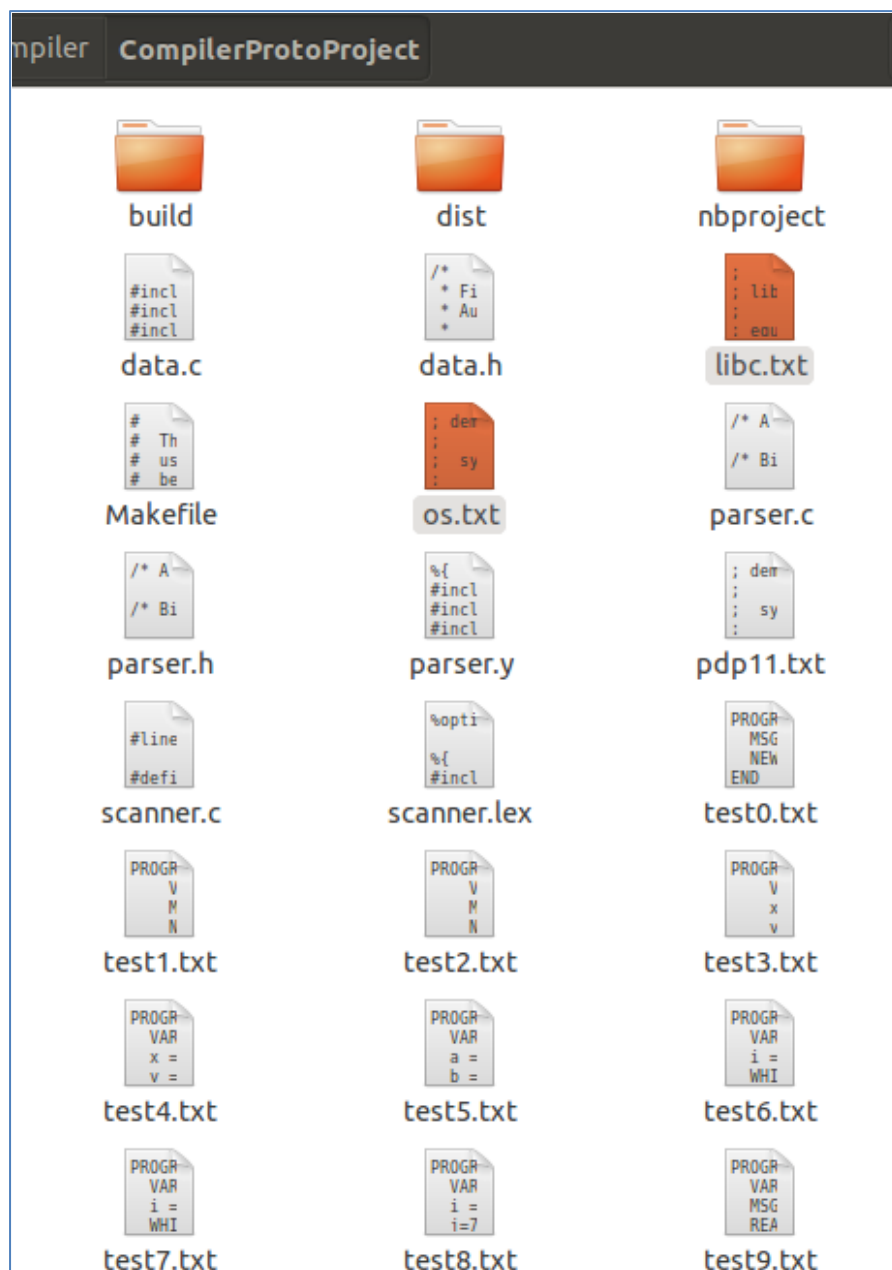 mpiler CompilerProtoProject
build dist nbproject
#incl
#incl
#incl
data.c
/*
* Fi
* Au
*
data.h
;
; lib
;
; equ
libc.txt
#
# Th
# us
# be
Makefile
; dem
;
; sy
;
os.txt
/* A
/* Bi
parser.c
/* A
/* Bi
parser.h
%{
#incl
#incl
#incl
parser.y
; dem
;
; sy
;
pdp11.txt
#line
#defi
scanner.c
%opti
%{
#incl
scanner.lex
PROGR
MSG
NEW
END
test0.txt
PROGR
V
M
N
test1.txt
PROGR
V
M
N
test2.txt
PROGR
V
x
v
test3.txt
PROGR
VAR
x =
v =
test4.txt
PROGR
VAR
a =
b =
test5.txt
PROGR
VAR
i =
WHI
test6.txt
PROGR
VAR
i =
WHI
test7.txt
PROGR
VAR
i =
j=7
test8.txt
PROGR
VAR
MSG
REA
test9.txt